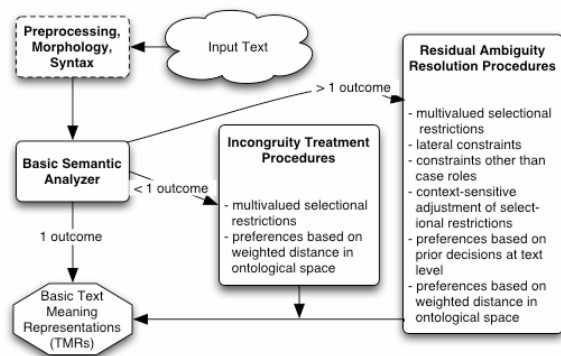 Preprocessing,
Morphology,
Syntax
Input Text
Residual Ambiguity
Resolution Procedures
- multivalued selectional
restrictions
- lateral constraints
- constraints other than
case roles
- context-sensitive
adjustment of select-
ional restrictions
- preferences based on
prior decisions at text
level
- preferences based on
weighted distance in
ontological space
> 1 outcome
Basic Semantic
Analyzer
< 1 outcome
Incongruity Treatment
Procedures
- multivalued selectional
restrictions
- preferences based on
weighted distance in
ontological space
1 outcome
Basic Text
Meaning
Representations
(TMRs)